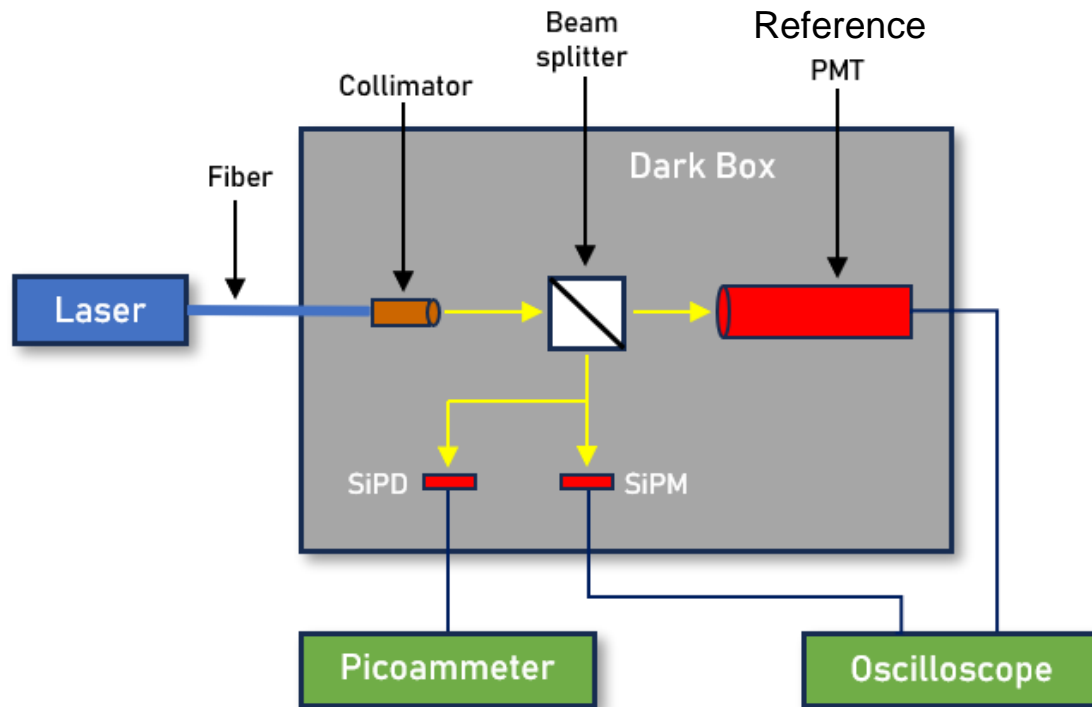 Reference
Beam
splitter
PMT
Collimator
Dark Box
Fiber
Laser
SiPD
SiPM
Picoammeter
Oscilloscope